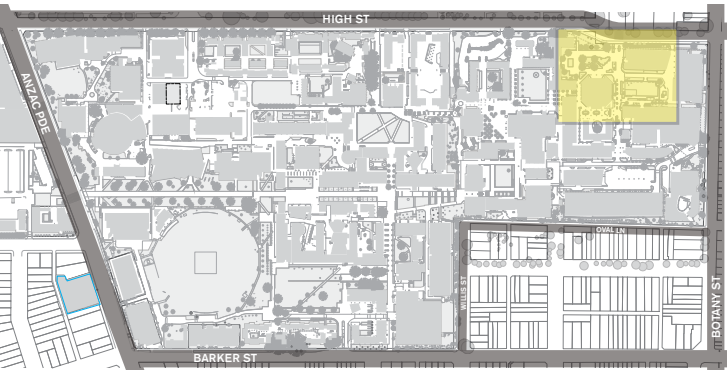 HIGH ST
ANZAC PDE
OVAL LN
WILLIS ST
BOTANY ST
BARKER ST